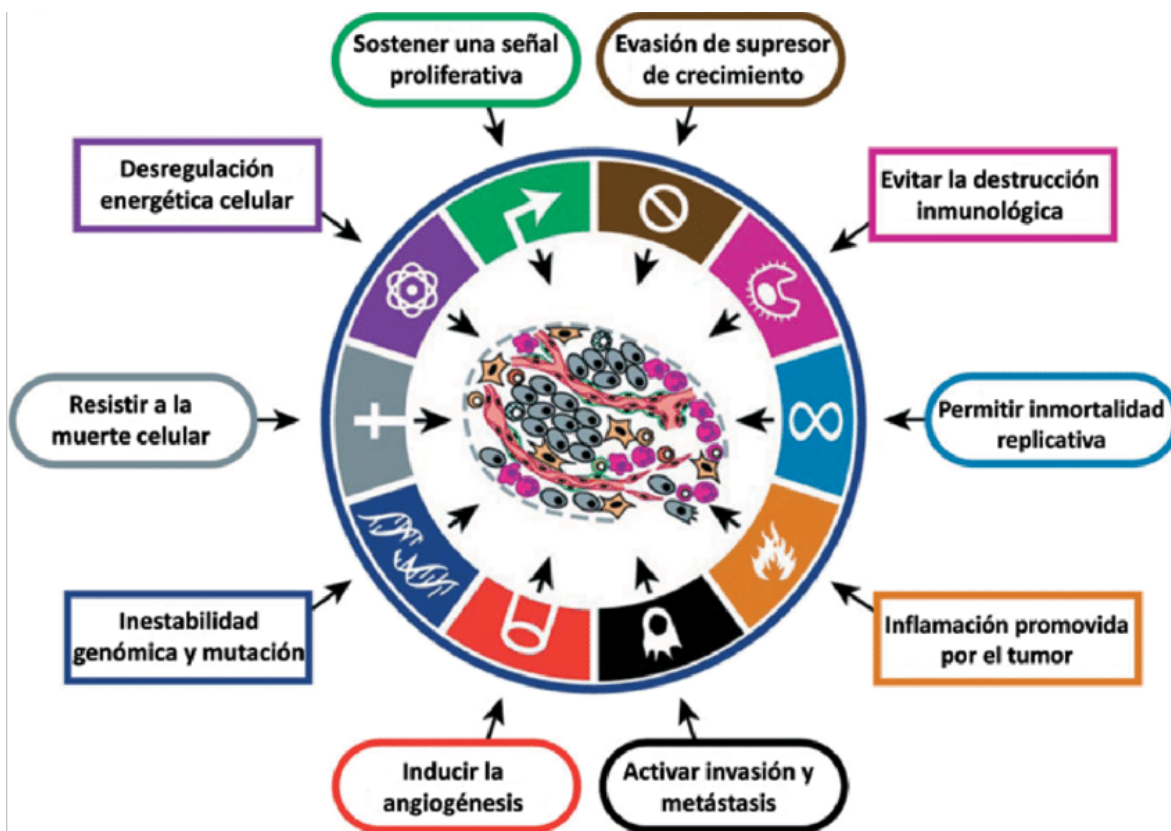 Sostener una señal
proliferativa
Evasión de supresor
de crecimiento
Desregulación
energética celular
Evitar la destrucción
inmunológica
Resistir a la
muerte celular
Permitir inmortalidad
replicativa
Inestabilidad
genómica y mutación
Inflamación promovida
por el tumor
Inducir la
angiogénesis
Activar invasión y
metástasis